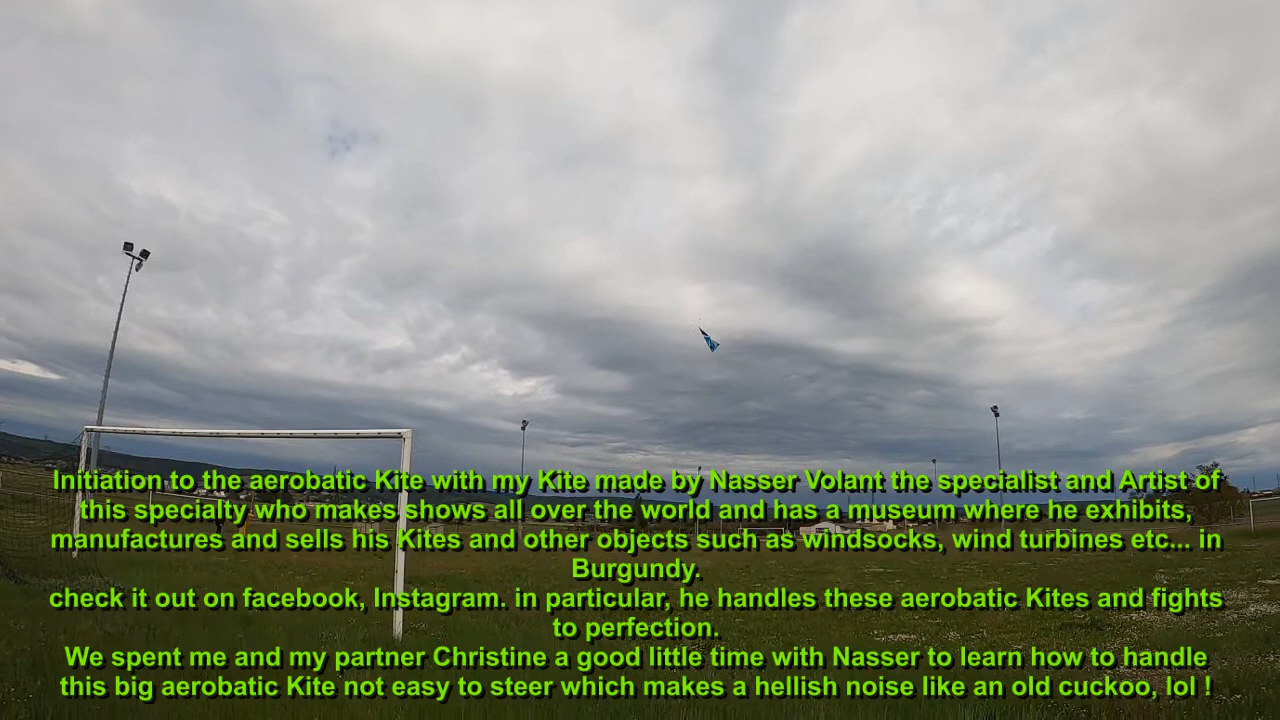 Initiation to the aerobatic Kite with my Kite made by Nasser Volant the specialist and Artist of
this specialty who makes shows all over the world and has a museum where he exhibits,
manufactures and sells his Kites and other objects such as windsocks, wind turbines etc... in
Burgundy.
check it out on facebook, Instagram. in particular, he handles these aerobatic Kites and fights
to perfection.
We spent me and my partner Christine a good little time with Nasser to learn how to handle
this big aerobatic Kite not easy to steer which makes a hellish noise like an old cuckoo, lol !